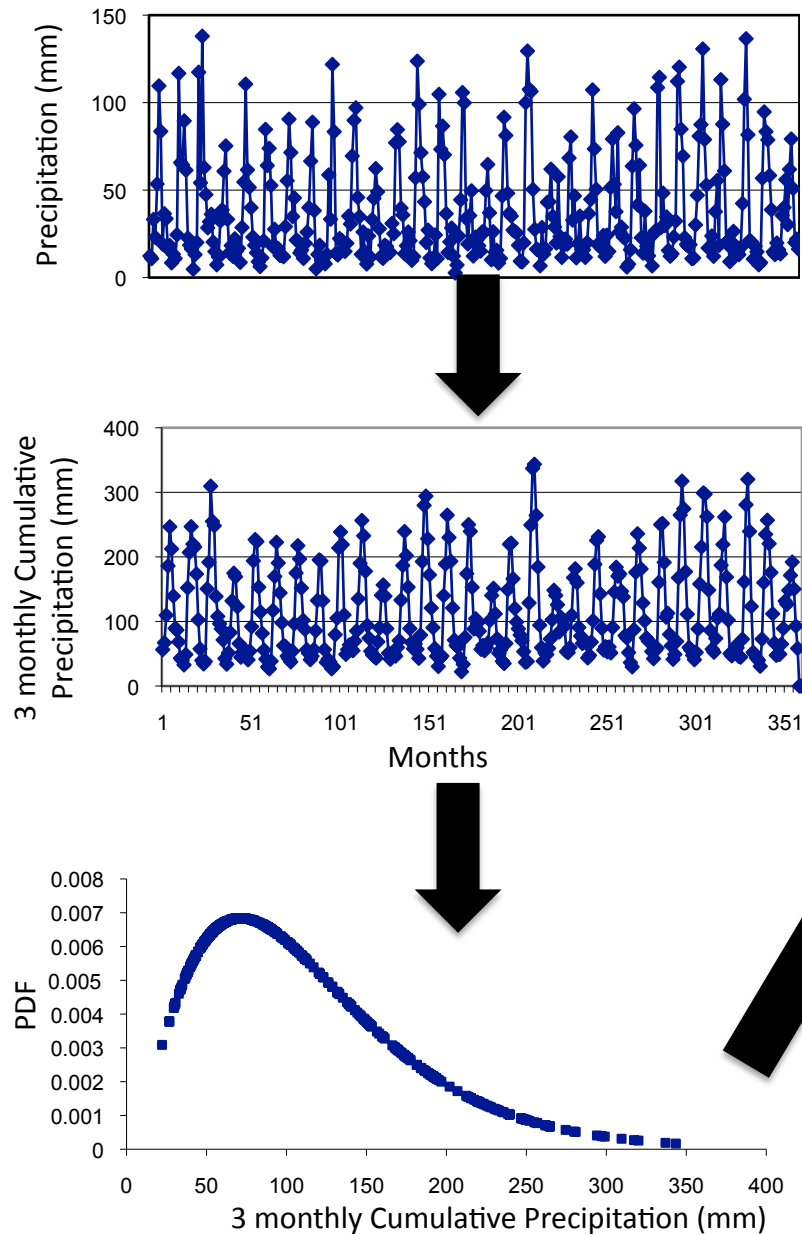 Precipitation (mm)
150
100
50
0
3 monthly Cumulative
Precipitation (mm)
400
300
200
100
0
1 51 101 151 201 251 301 351
Months
PDF
0.008
0.007
0.006
0.005
0.004
0.003
0.002
0.001
0
0 50 100 150 200 250 300 350 400
3 monthly Cumulative Precipitation (mm)